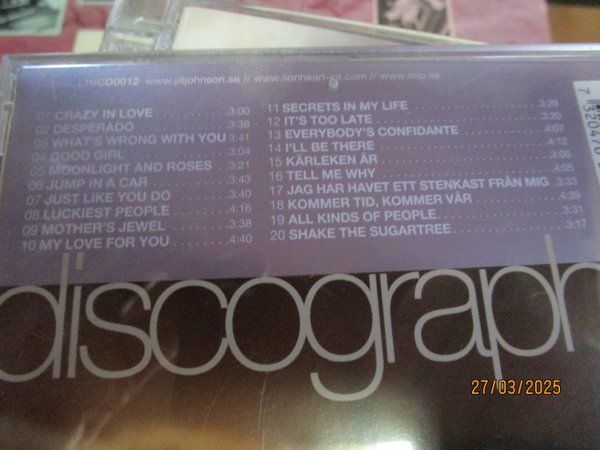 LHICD0012 www.jilljohnson.se // www.lionheart-int.com // www.mlp.se
01 CRAZY IN LOVE 3:00
02 DESPERADO 3:36
03 WHAT'S WRONG WITH YOU 3:41
04 GOOD GIRL 3:44
05 MOONLIGHT AND ROSES 3:21
06 JUMP IN A CAR 3:43
07 JUST LIKE YOU DO 3:40
08 LUCKIEST PEOPLE 4:16
09 MOTHER'S JEWEL 3:38
10 MY LOVE FOR YOU 4:40
11 SECRETS IN MY LIFE 3:29
12 IT'S TOO LATE 3:20
13 EVERYBODY'S CONFIDANTE 4:07
14 I'LL BE THERE 4:12
15 KÄRLEKEN ÄR 3:00
16 TELL ME WHY 4:05
17 JAG HAR HAVET ETT STENKAST FRÅN MIG 3:33
18 KOMMER TID, KOMMER VÅR 4:39
19 ALL KINDS OF PEOPLE 3:31
20 SHAKE THE SUGARTREE 3:17
7 320470
discograph
27/03/2025